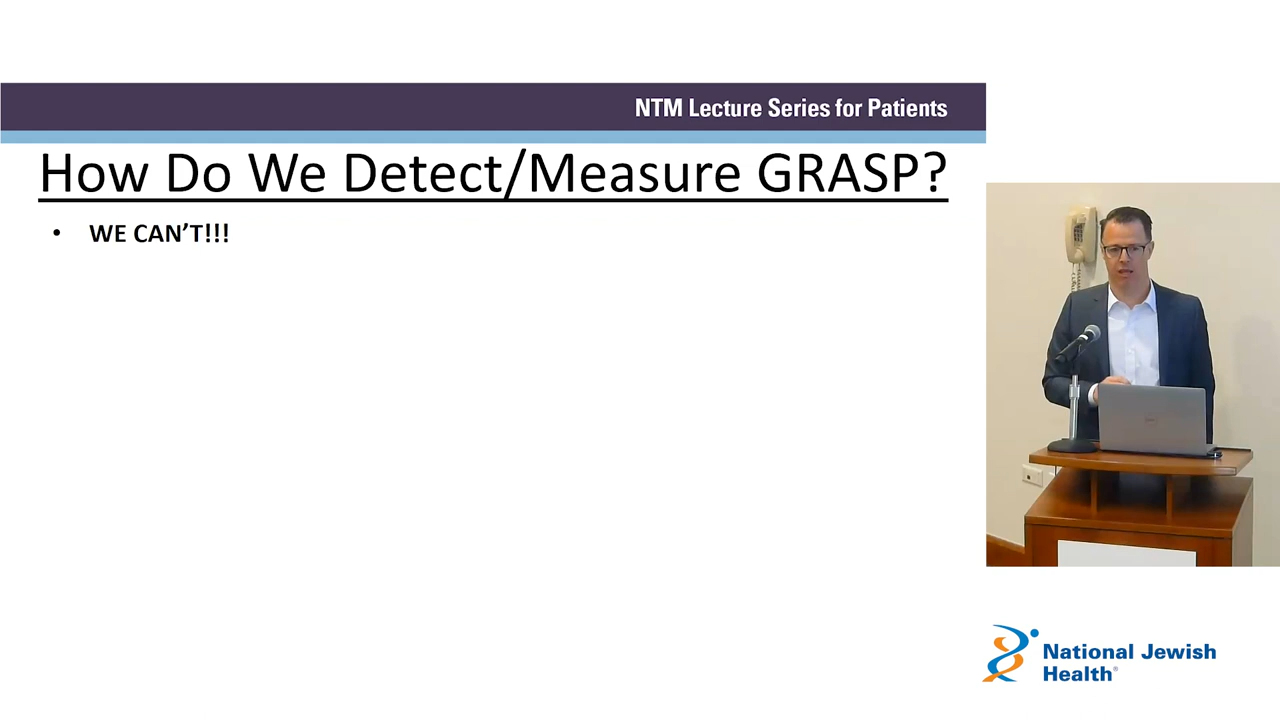 NTM Lecture Series for Patients
How Do We Detect/Measure GRASP?
• WE CAN'T!!!
National Jewish
Health®